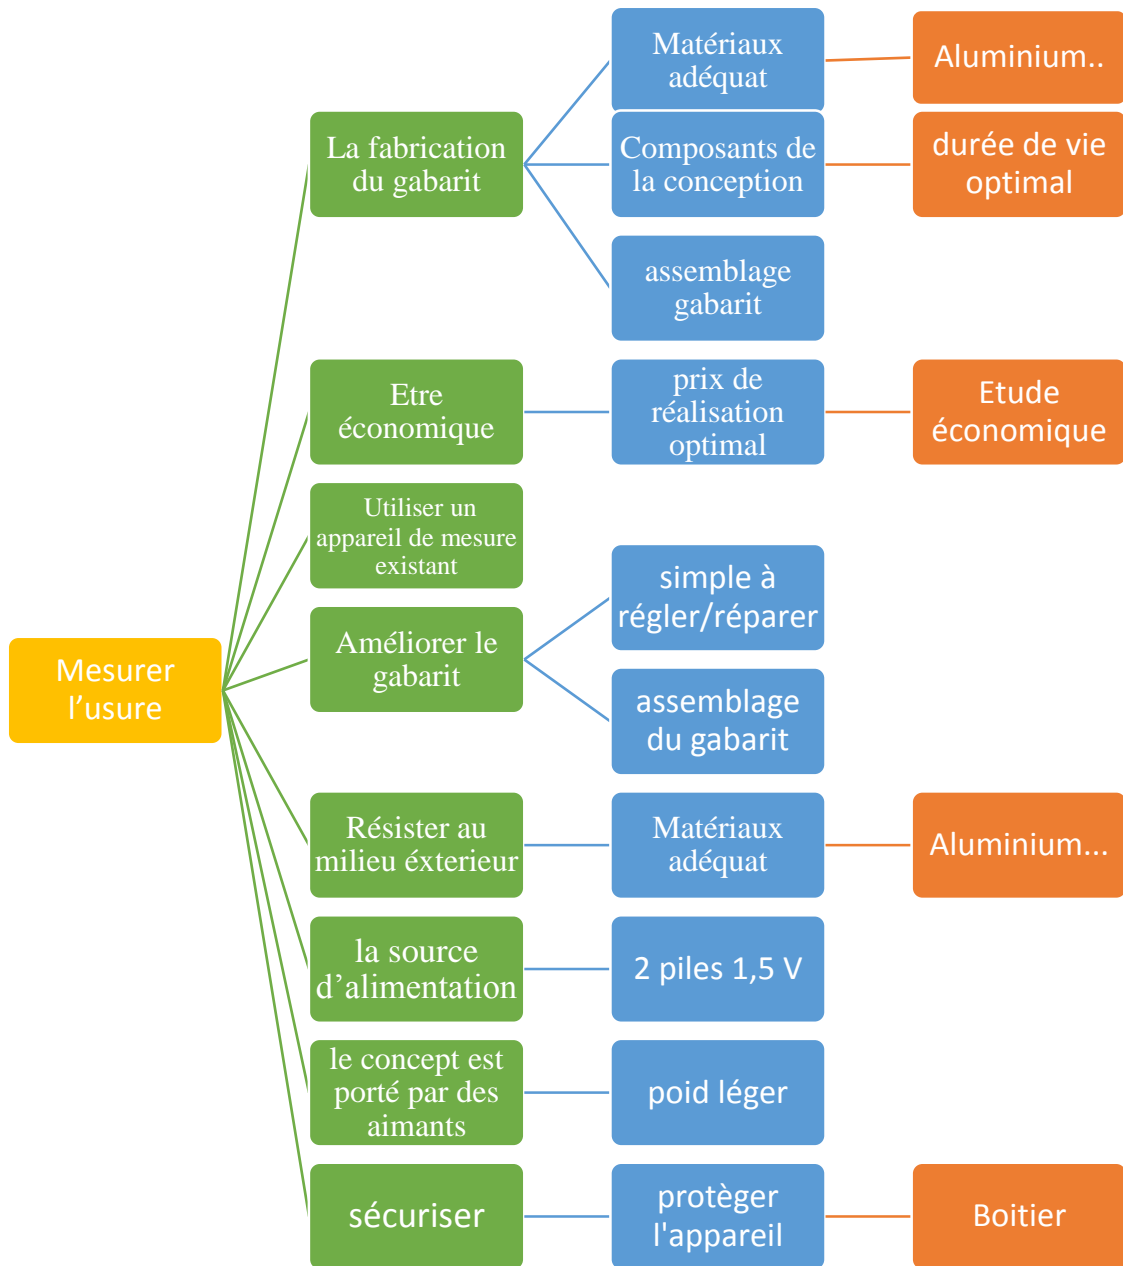 Matériaux
adéquat
Aluminium..
La fabrication
du gabarit
Composants de
la conception
durée de vie
optimal
assemblage
gabarit
Etre
économique
prix de
réalisation
optimal
Etude
économique
Utiliser un
appareil de mesure
existant
simple à
régler/réparer
Améliorer le
gabarit
Mesurer
l’usure
assemblage
du gabarit
Résister au
milieu éxterieur
Matériaux
adéquat
Aluminium...
la source
d’alimentation
2 piles 1,5 V
le concept est
porté par des
aimants
poid léger
sécuriser
protèger
l'appareil
Boitier